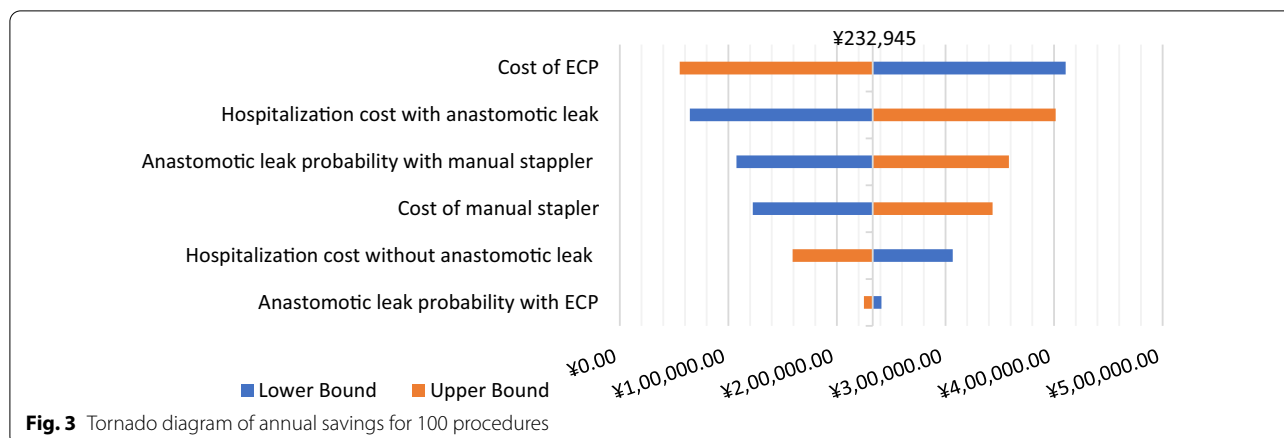 ¥232,945
Cost of ECP
Hospitalization cost with anastomotic leak
Anastomotic leak probability with manual stappler
Cost of manual stapler
Hospitalization cost without anastomotic leak
Anastomotic leak probability with ECP
¥0.00
¥1,00,000.00
¥2,00,000.00
¥3,00,000.00
¥4,00,000.00
¥5,00,000.00
Lower Bound Upper Bound
Fig. 3 Tornado diagram of annual savings for 100 procedures